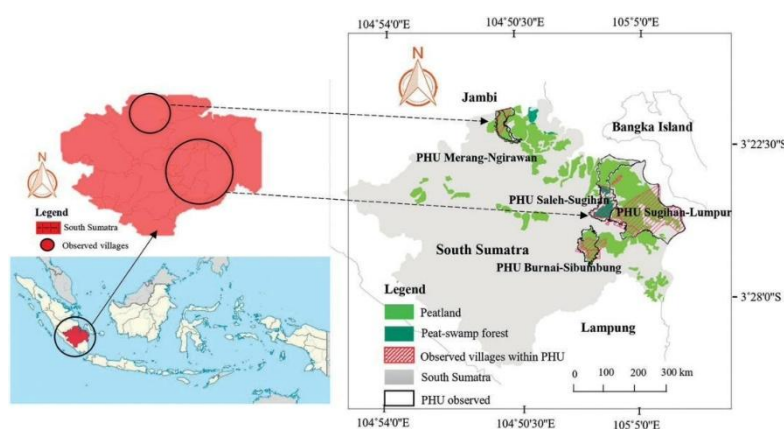 N
Legend
South Sumatra
Observed villages
104°54'0"E
104°50'30"E
105°5'0"E
N
Jambi
Bangka Island
3°22'30"S
PHU Merang-Ngirawan
PHU Saleh-Sugihan
PHU Sugihan-Lumpur
South Sumatra
PHU Burnai-Sibumbung
3°28'0"S
Legend
Peatland
Peat-swamp forest
Observed villages within PHU
South Sumatra
PHU observed
Lampung
0 100 200 300 km
104°54'0"E
104°50'30"E
105°5'0"E